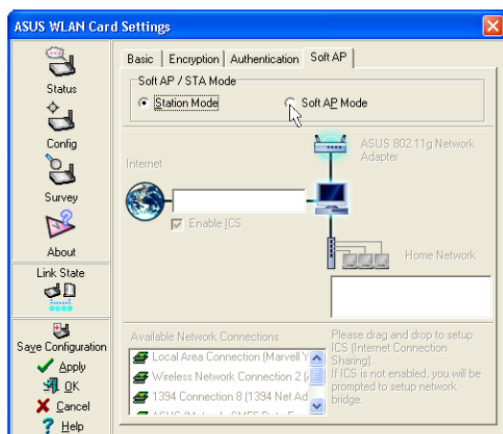 ASUS WLAN Card Settings
Status
Config
Survey
About
Link State
Save Configuration
Apply
OK
Cancel
Help
Basic
Encryption
Authentication
Soft AP
Soft AP / STA Mode
Station Mode
Soft AP Mode
Internet
ASUS 802.11g Network
Adapter
Enable ICS
Home Network
Available Network Connections
Local Area Connection (Marvell
Wireless Network Connection 2 (
1394 Connection 8 (1394 Net Ad
Please drag and drop to setup
ICS (Internet Connection
Sharing).
If ICS is not enabled, you will be
prompted to setup network
bridge.